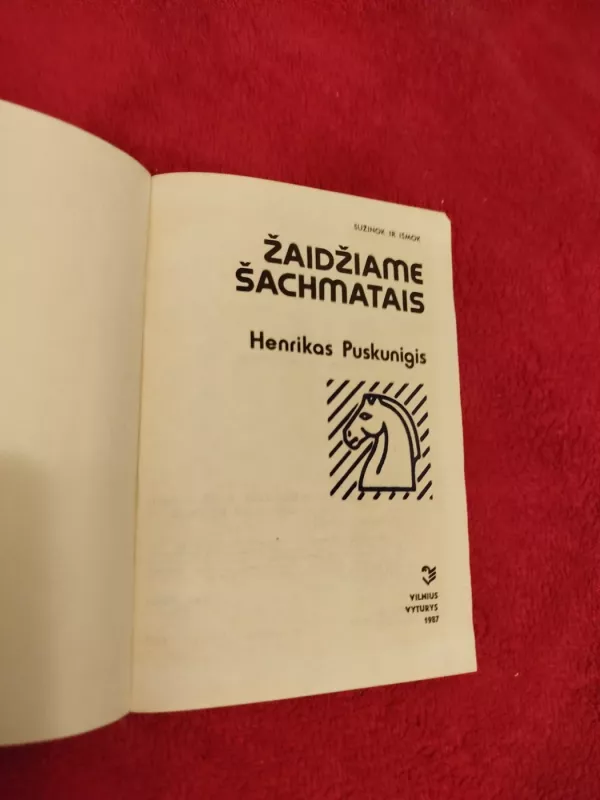 SUŽINOK IR IŠMOK
ŽAIDŽIAME
ŠACHMATAIS
Henrikas Puskunigis
VILNIUS
VYTURYS
1987